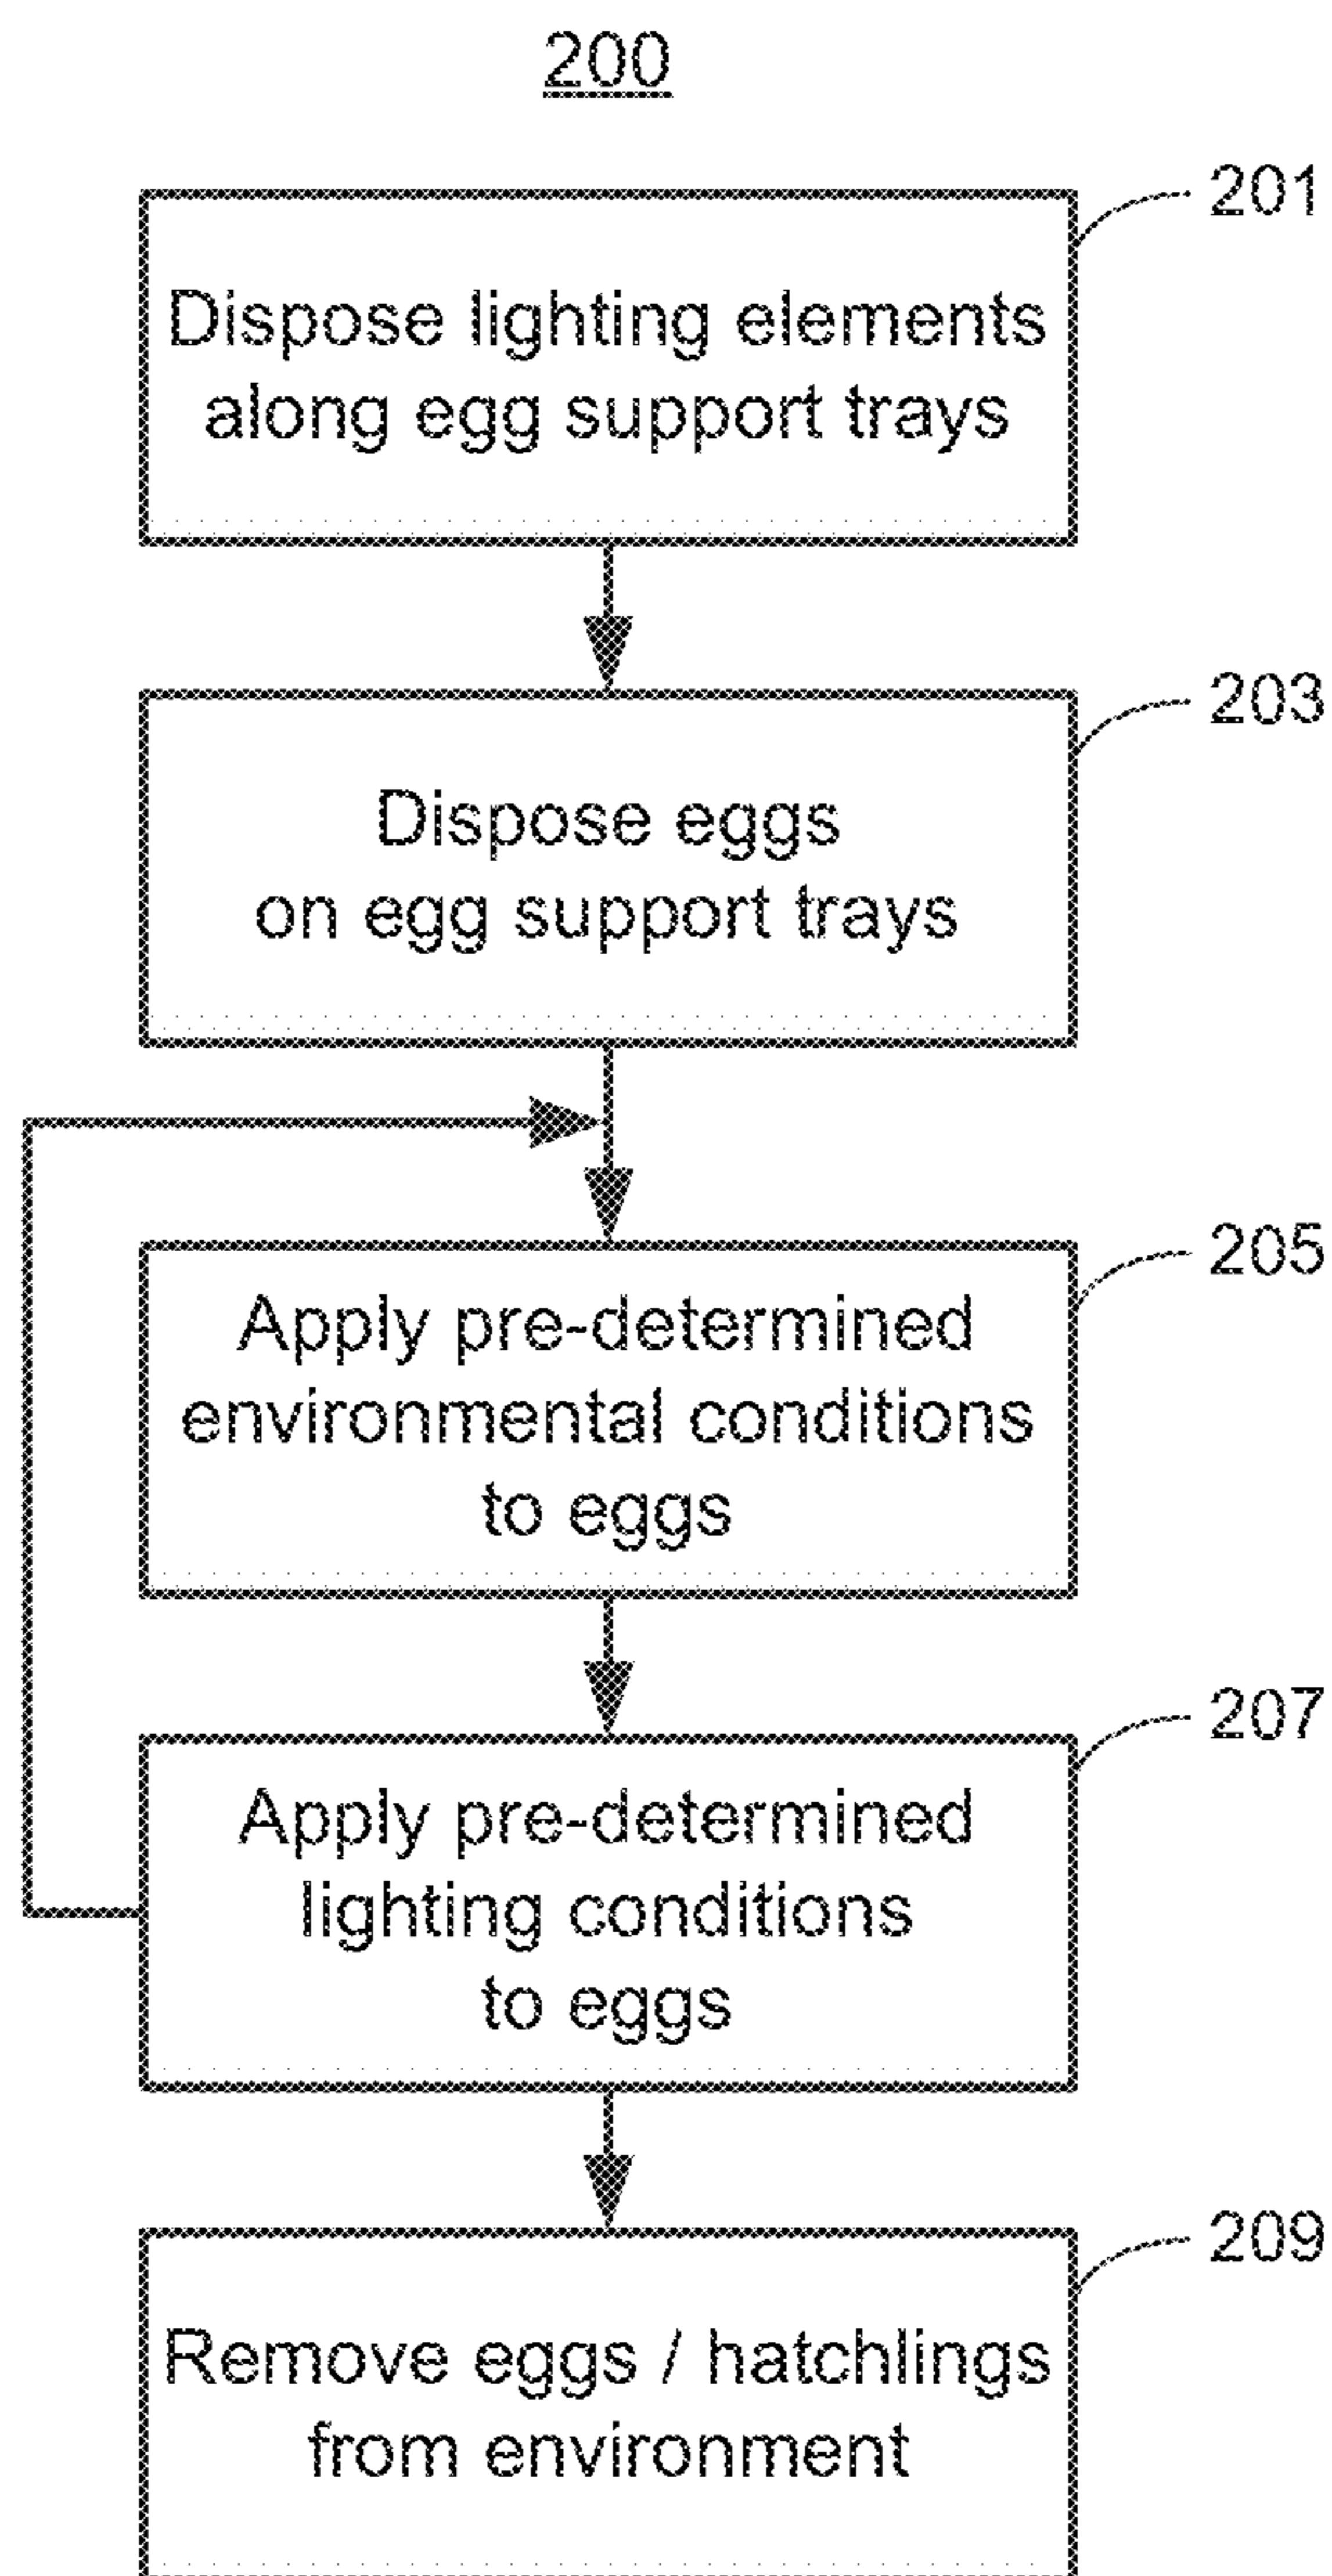 200
201
Dispose lighting elements
along egg support trays
203
Dispose eggs
on egg support trays
205
Apply pre-determined
environmental conditions
to eggs
207
Apply pre-determined
lighting conditions
to eggs
209
Remove eggs / hatchlings
from environment